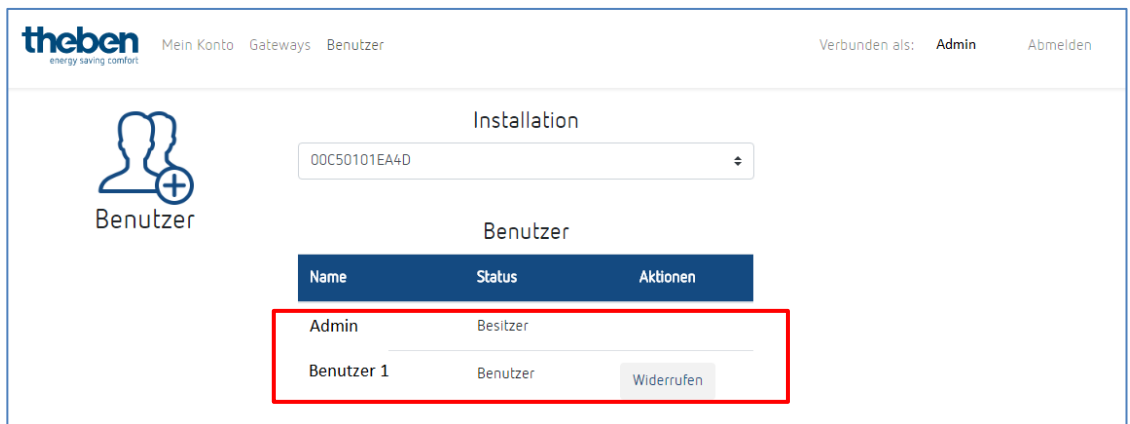 theben
energy saving comfort
Mein Konto Gateways Benutzer Verbunden als: Admin Abmelden
Benutzer
Installation
00C50101EA4D
Benutzer
Name Status Aktionen
Admin Besitzer
Benutzer 1 Benutzer Widerrufen